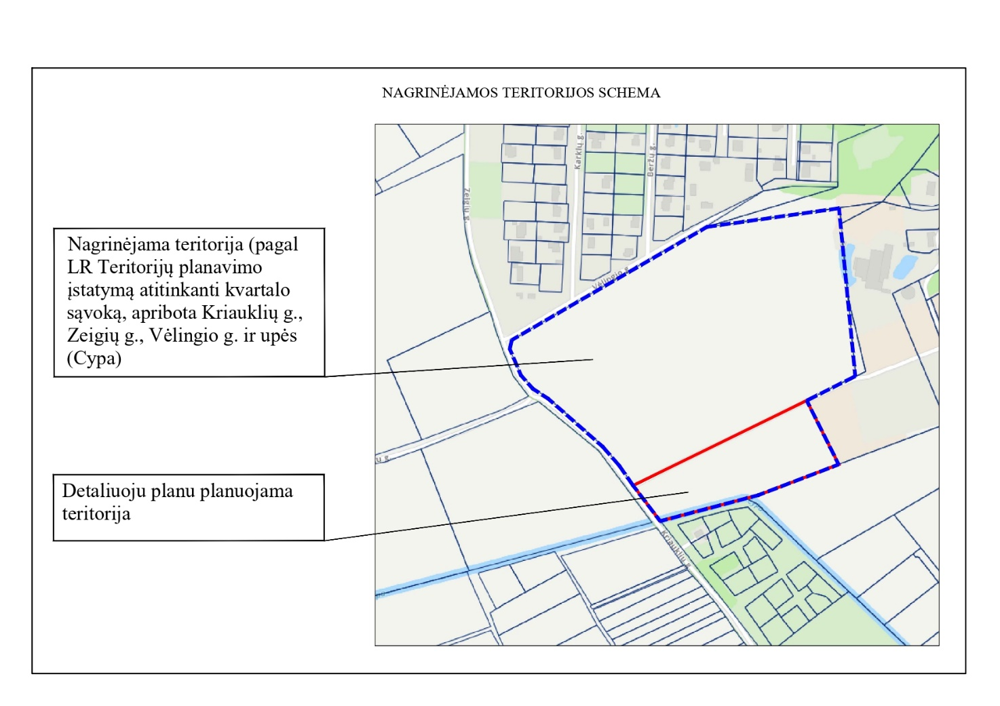 NAGRINĖJAMOS TERITORIJOS SCHEMA
Karklų g.
Beržų g.
Zeigių g.
Nagrinėjama teritorija (pagal
LR Teritorijų planavimo
įstatymą atitinkanti kvartalo
sąvoką, apribota Kriauklių g.,
Zeigių g., Vėlingio g. ir upės
(Cypa)
Vėlingio g.
ų g.
Detaliuoju planu planuojama
teritorija
Kriauklių g.